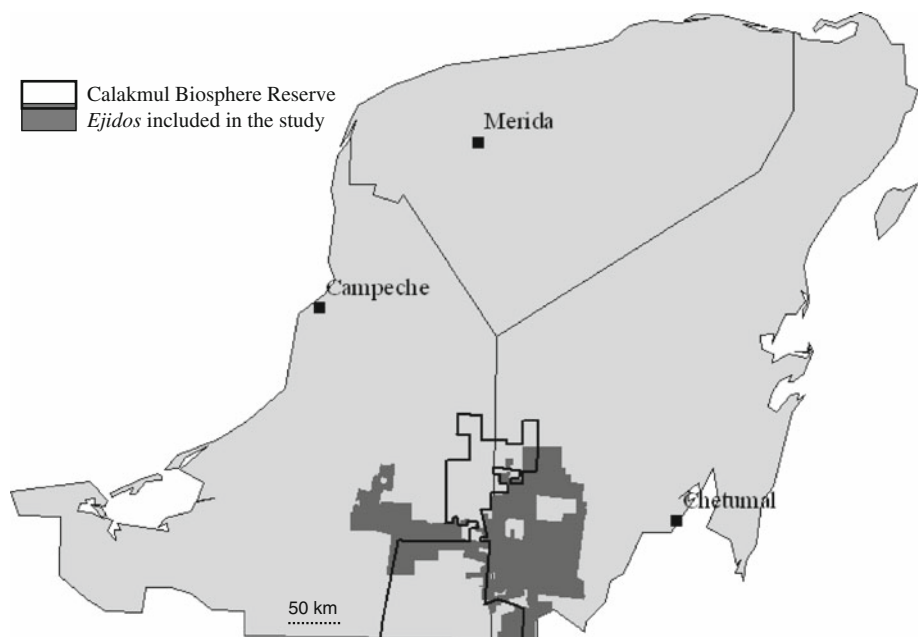 Calakmul Biosphere Reserve
Ejidos included in the study
Merida
Campeche
Chetumal
50 km